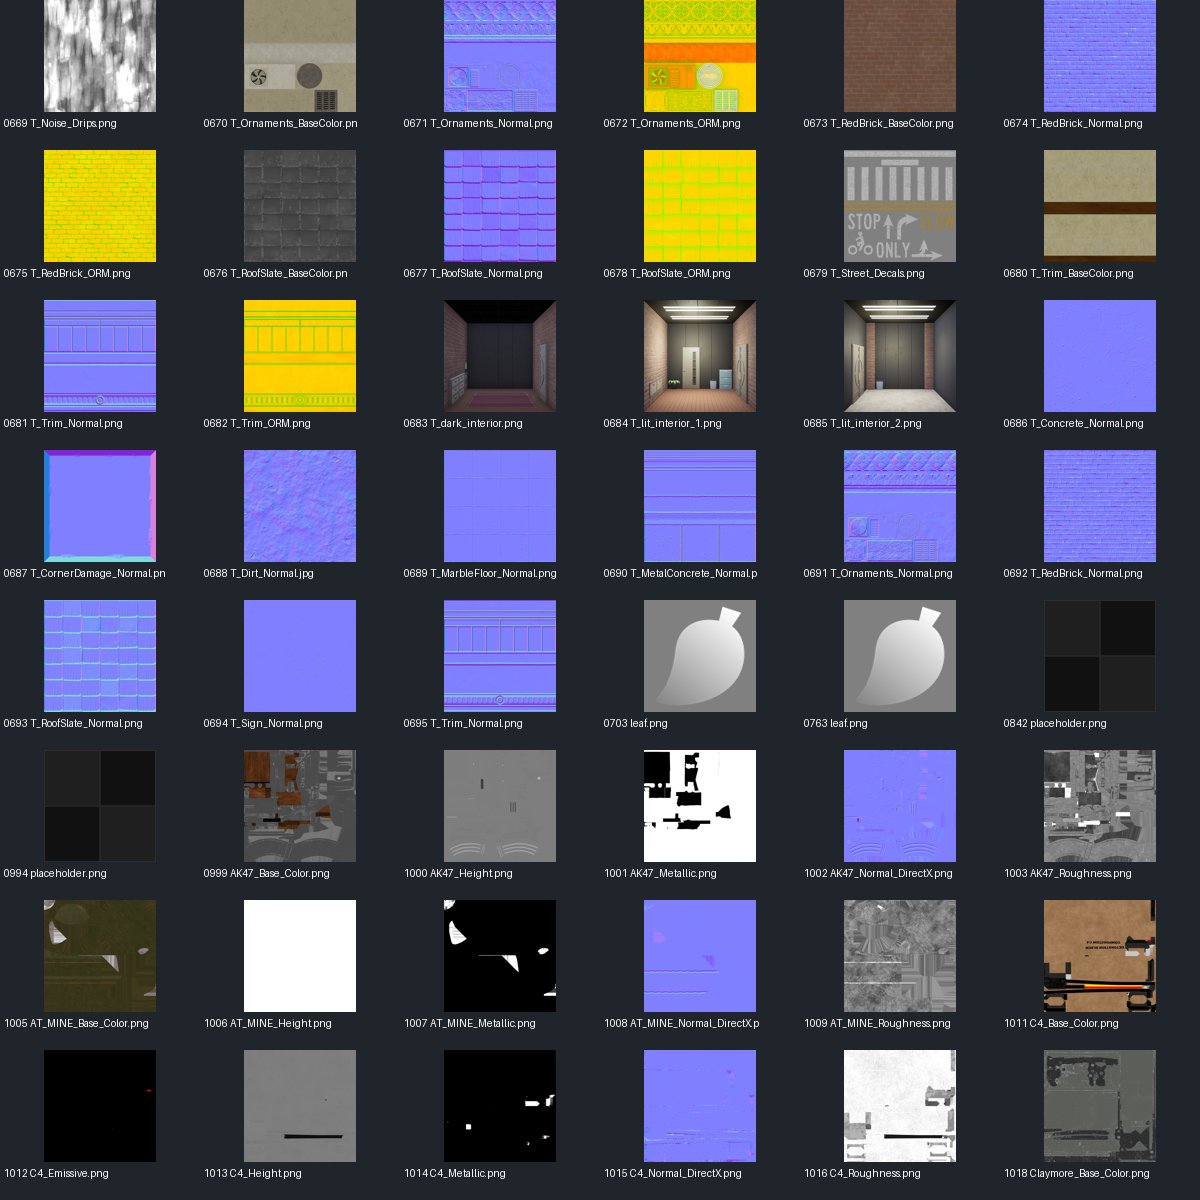 0669 T_Noise_Drips.png
0670 T_Ornaments_BaseColor.pn
0671 T_Ornaments_Normal.png
0672 T_Ornaments_ORM.png
0673 T_RedBrick_BaseColor.png
0674 T_RedBrick_Normal.png
STOP
ONLY
0675 T_RedBrick_ORM.png
0676 T_RoofSlate_BaseColor.pn
0677 T_RoofSlate_Normal.png
0678 T_RoofSlate_ORM.png
0679 T_Street_Decals.png
0680 T_Trim_BaseColor.png
0681 T_Trim_Normal.png
0682 T_Trim_ORM.png
0683 T_dark_interior.png
0684 T_lit_interior_1.png
0685 T_lit_interior_2.png
0686 T_Concrete_Normal.png
0687 T_CornerDamage_Normal.pn
0688 T_Dirt_Normal.jpg
0689 T_MarbleFloor_Normal.png
0690 T_MetalConcrete_Normal.p
0691 T_Ornaments_Normal.png
0692 T_RedBrick_Normal.png
0693 T_RoofSlate_Normal.png
0694 T_Sign_Normal.png
0695 T_Trim_Normal.png
0703 leaf.png
0763 leaf.png
0842 placeholder.png
0994 placeholder.png
0999 AK47_Base_Color.png
1000 AK47_Height.png
1001 AK47_Metallic.png
1002 AK47_Normal_DirectX.png
1003 AK47_Roughness.png
1005 AT_MINE_Base_Color.png
1006 AT_MINE_Height.png
1007 AT_MINE_Metallic.png
1008 AT_MINE_Normal_DirectX.p
1009 AT_MINE_Roughness.png
1011 C4_Base_Color.png
1012 C4_Emissive.png
1013 C4_Height.png
1014 C4_Metallic.png
1015 C4_Normal_DirectX.png
1016 C4_Roughness.png
1018 Claymore_Base_Color.png